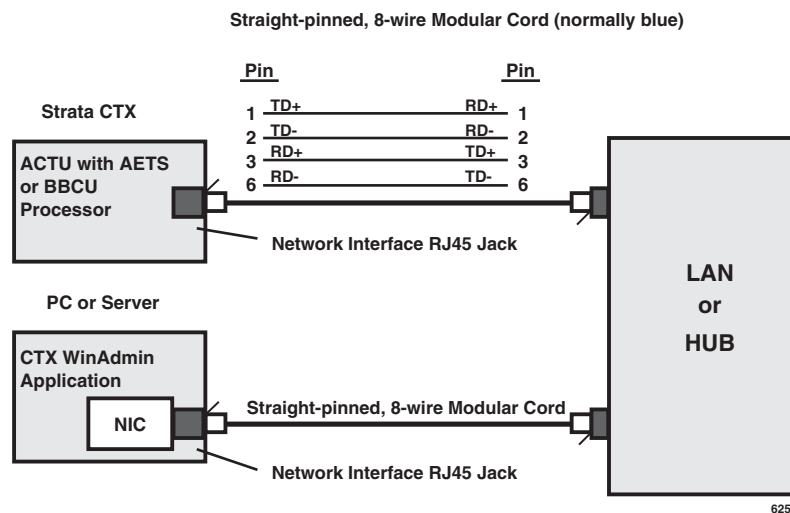 Straight-pinned, 8-wire Modular Cord (normally blue)
Pin Pin
Strata CTX
1 TD+ RD+ 1
2 TD- RD- 2
3 RD+ TD+ 3
6 RD- TD- 6
ACTU with AETS
or BBCU
Processor
Network Interface RJ45 Jack
LAN
or
HUB
PC or Server
CTX WinAdmin
Application
NIC
Straight-pinned, 8-wire Modular Cord
Network Interface RJ45 Jack
625